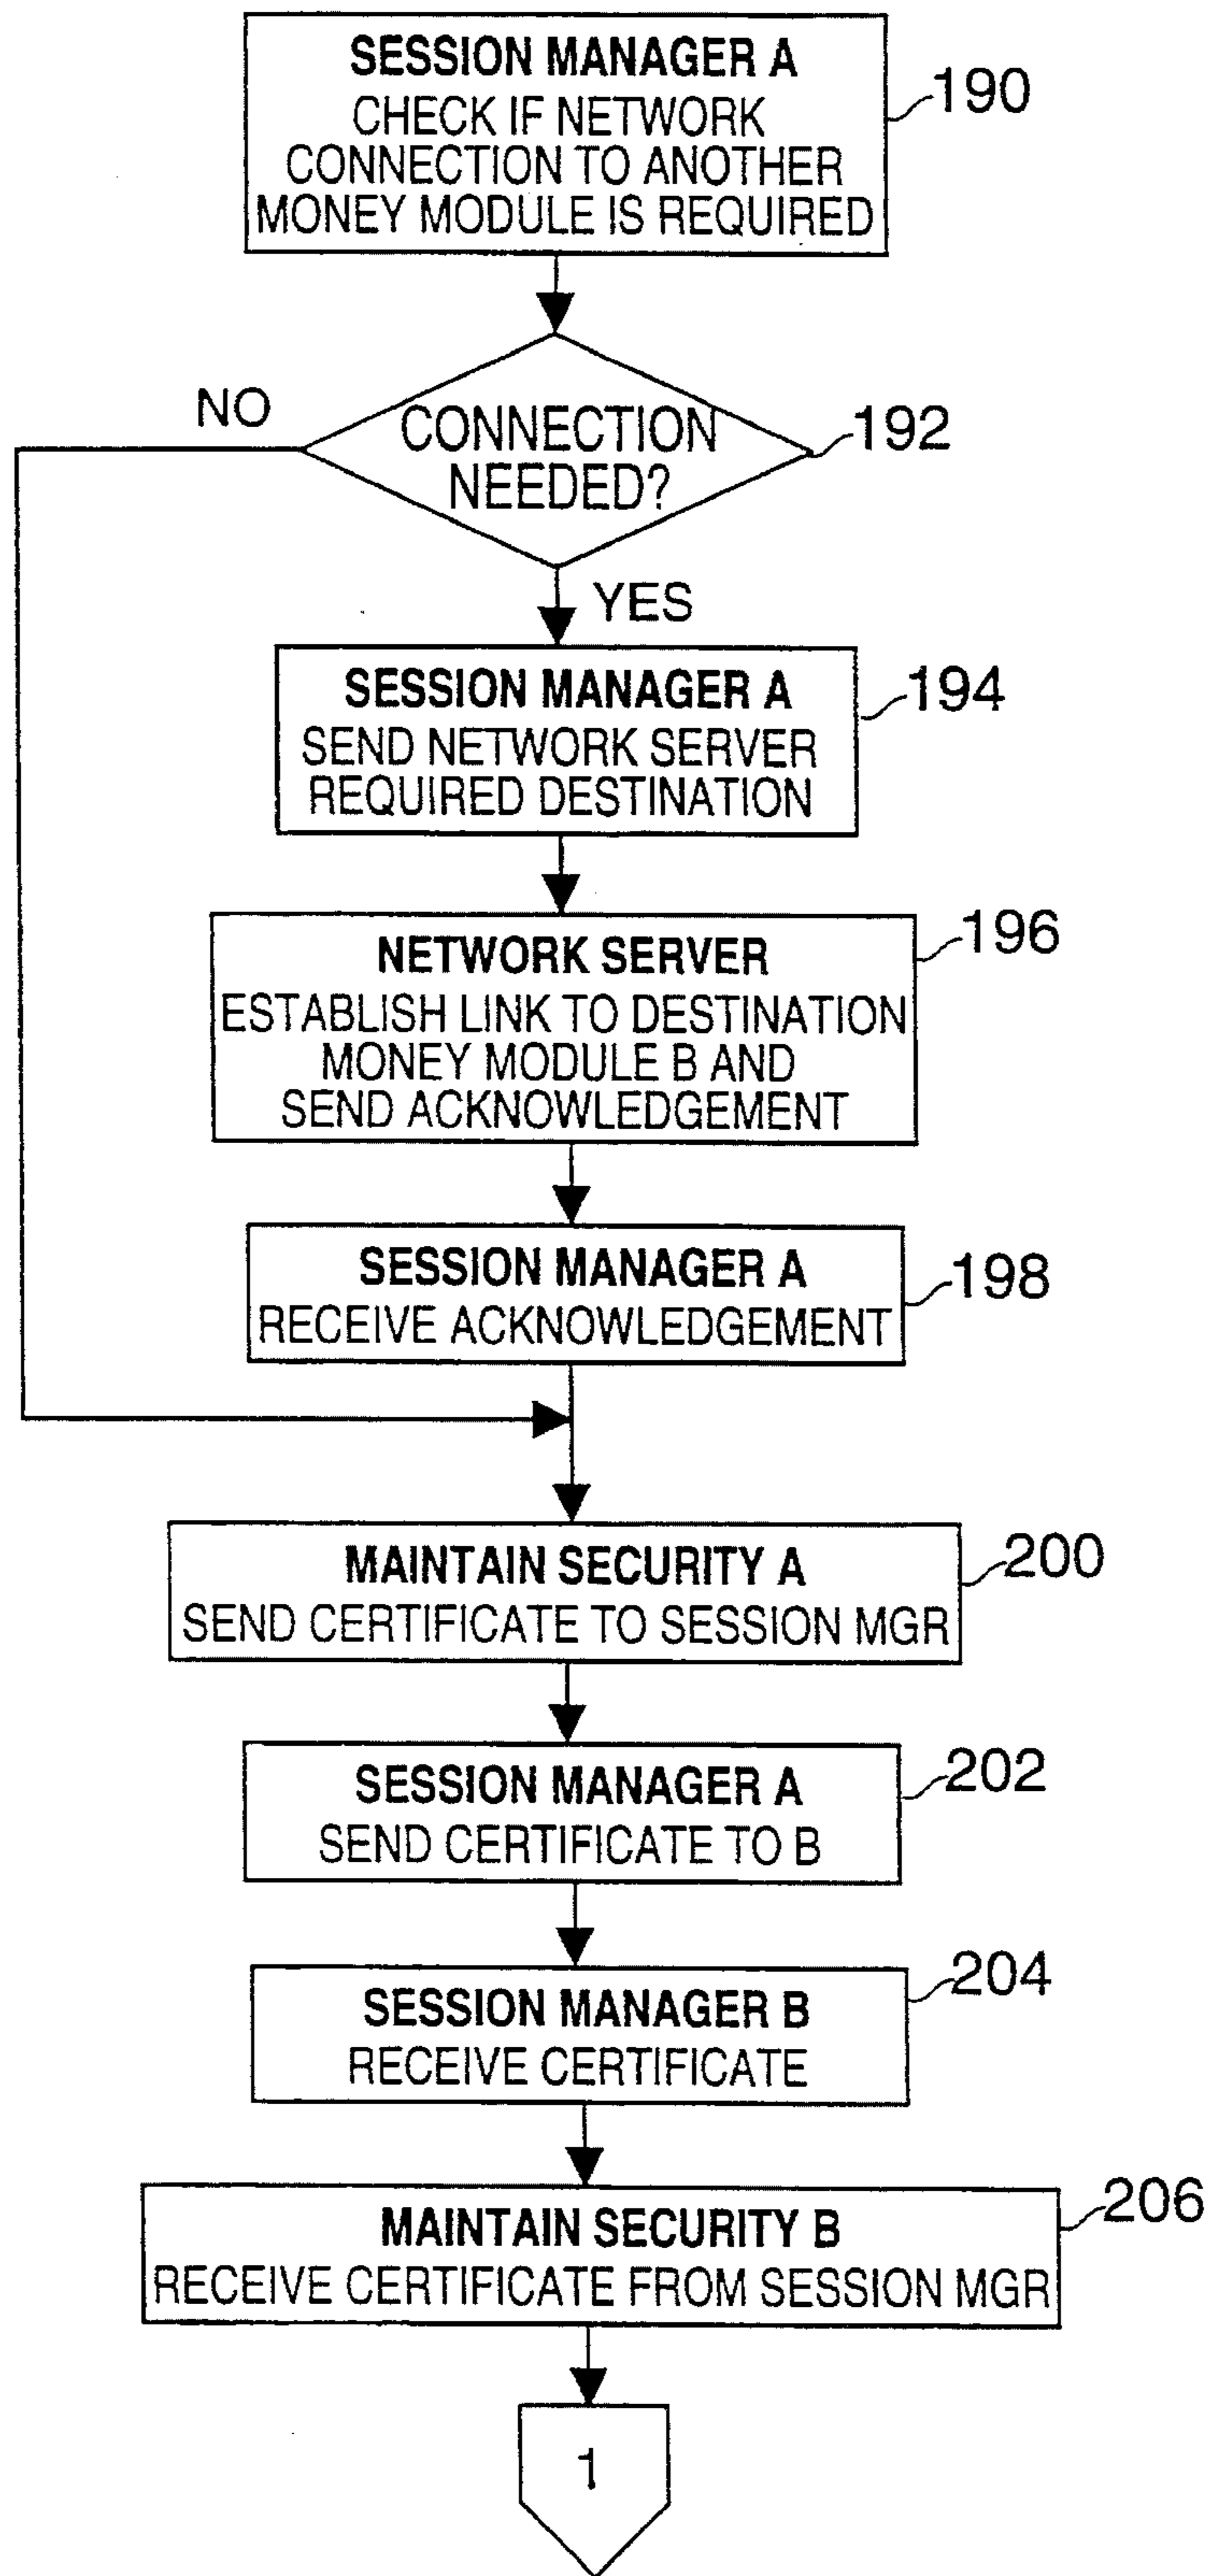 SESSION MANAGER A
CHECK IF NETWORK
CONNECTION TO ANOTHER
MONEY MODULE IS REQUIRED
190
NO
CONNECTION
NEEDED?
192
YES
SESSION MANAGER A
SEND NETWORK SERVER
REQUIRED DESTINATION
194
NETWORK SERVER
ESTABLISH LINK TO DESTINATION
MONEY MODULE B AND
SEND ACKNOWLEDGEMENT
196
SESSION MANAGER A
RECEIVE ACKNOWLEDGEMENT
198
MAINTAIN SECURITY A
SEND CERTIFICATE TO SESSION MGR
200
SESSION MANAGER A
SEND CERTIFICATE TO B
202
SESSION MANAGER B
RECEIVE CERTIFICATE
204
MAINTAIN SECURITY B
RECEIVE CERTIFICATE FROM SESSION MGR
206
1